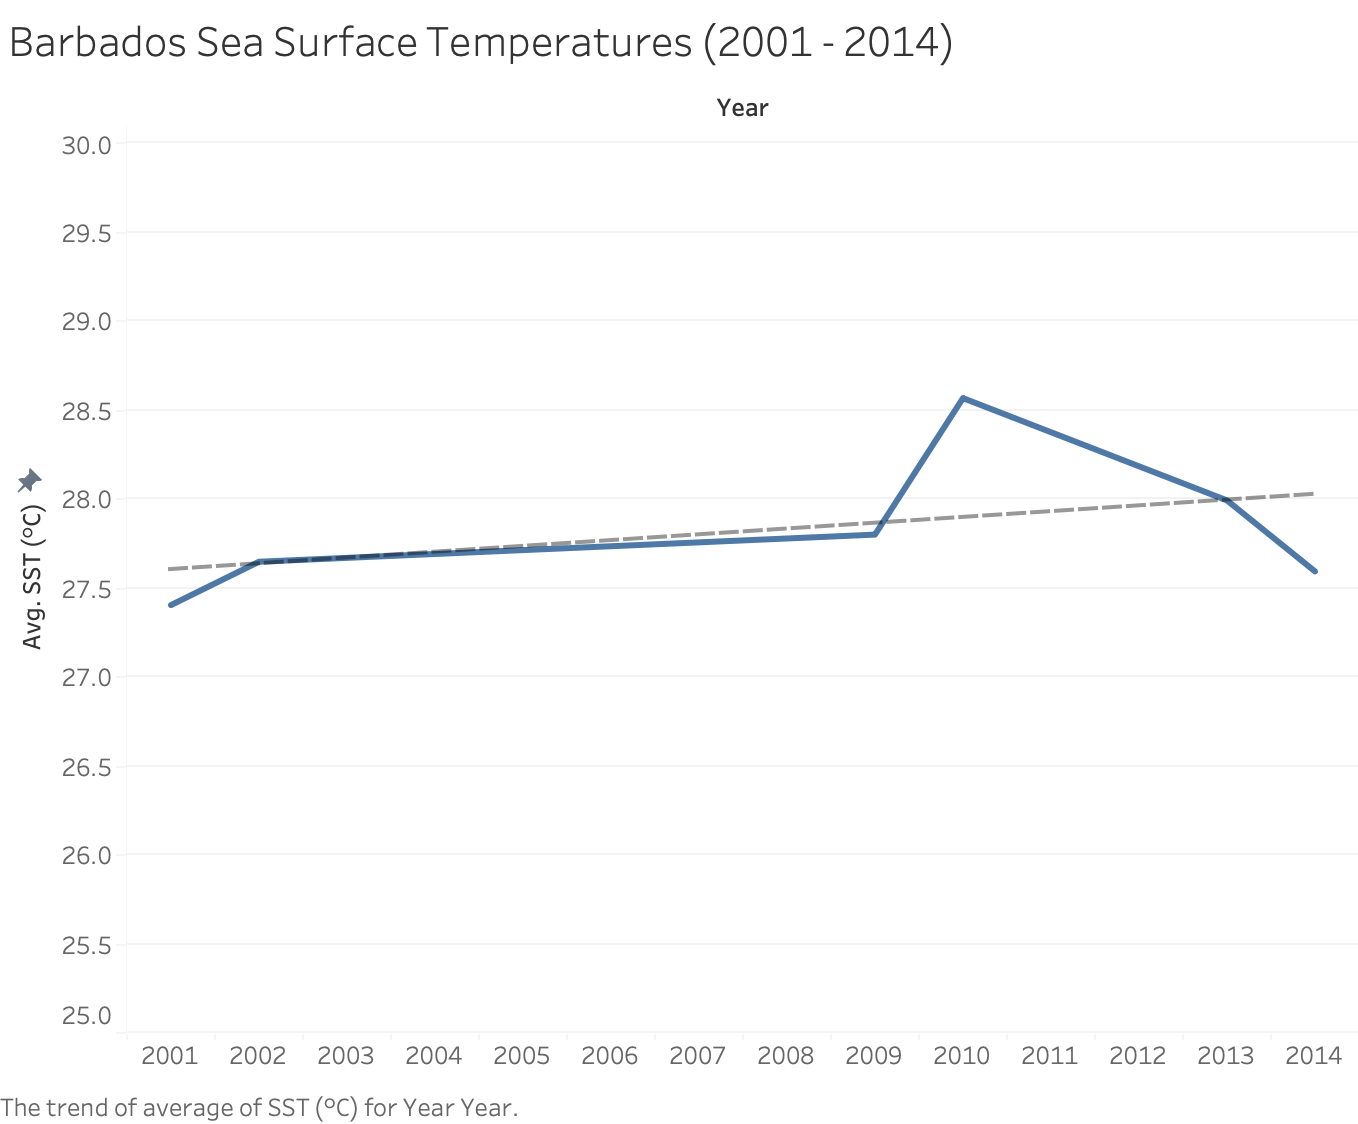 Barbados Sea Surface Temperatures (2001 - 2014)
Year
30.0
29.5
29.0
28.5
28.0
27.5
27.0
26.5
26.0
25.5
25.0
Avg. SST (ºC)
2001 2002 2003 2004 2005 2006 2007 2008 2009 2010 2011 2012 2013 2014
The trend of average of SST (ºC) for Year Year.